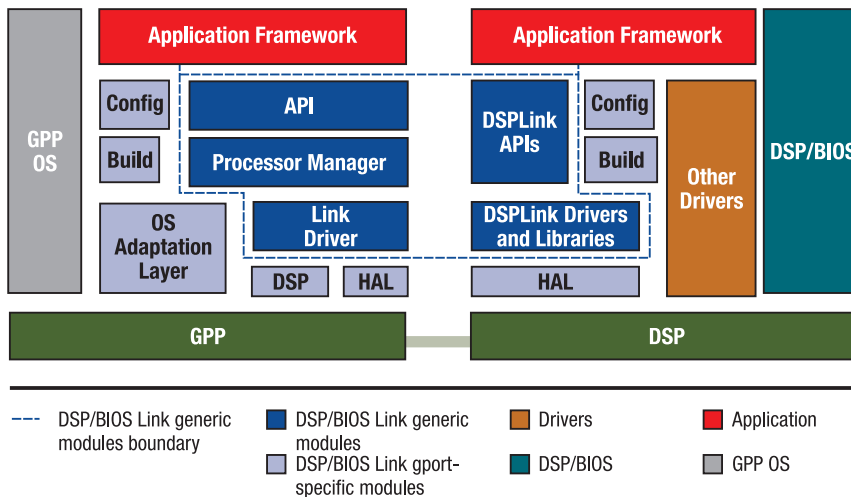 Application Framework
Application Framework
GPP
OS
Config
API
DSPLink
APIs
Config
DSP/BIOS
Build
Processor Manager
Build
Other
Drivers
OS
Adaptation
Layer
Link
Driver
DSPLink Drivers
and Libraries
DSP
HAL
HAL
GPP
DSP
DSP/BIOS Link generic
modules boundary
DSP/BIOS Link generic
modules
DSP/BIOS Link gport-
specific modules
Drivers
DSP/BIOS
Application
GPP OS